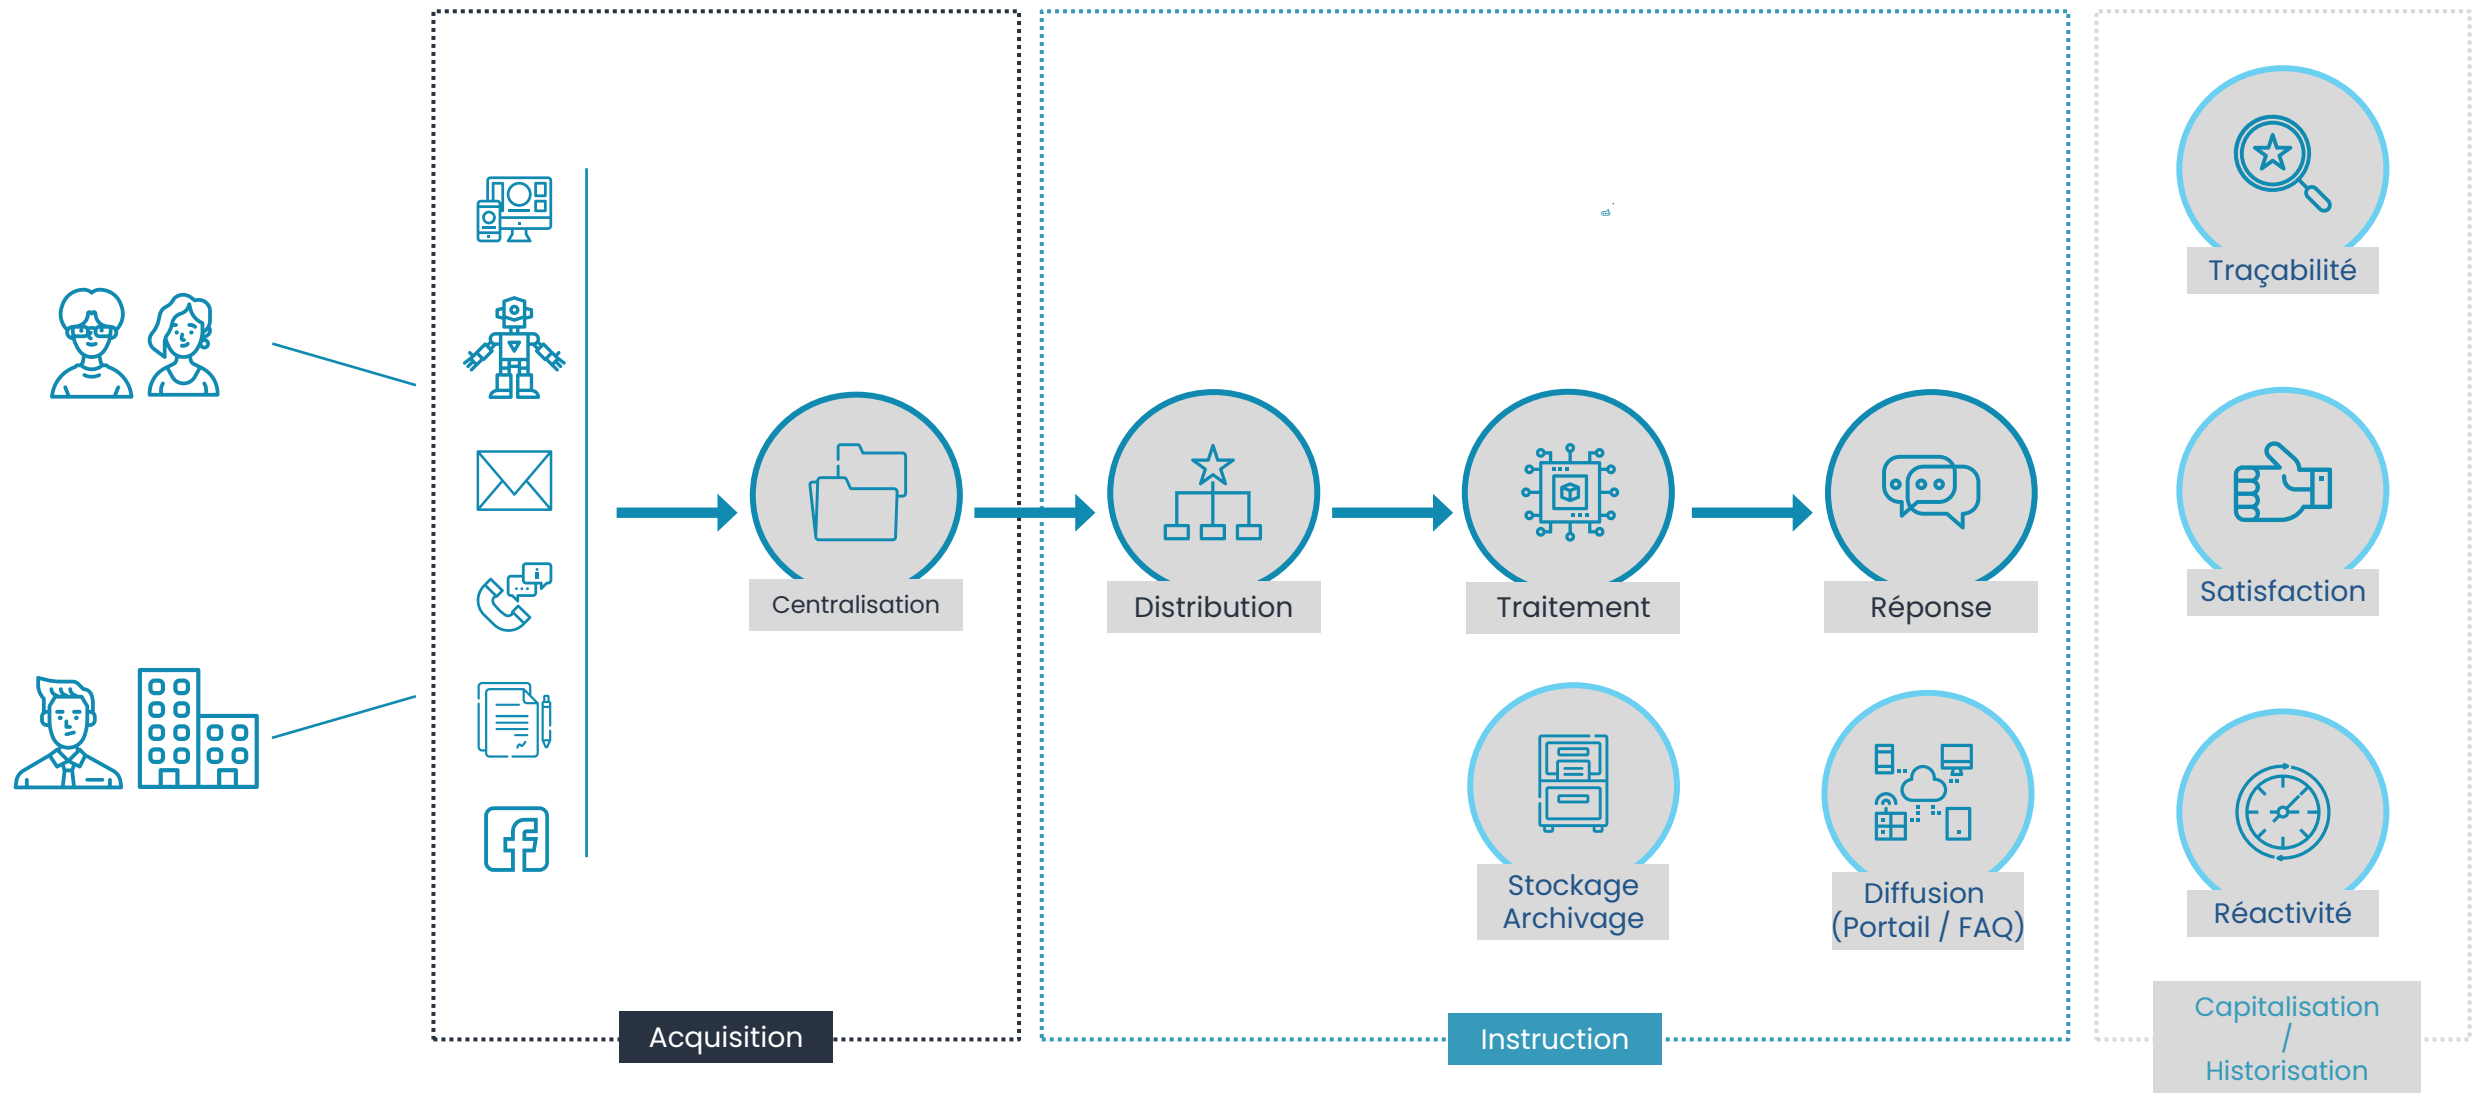 Centralisation
Acquisition
Distribution
Traitement
Réponse
Stockage
Archivage
Diffusion
(Portail / FAQ)
Instruction
Traçabilité
Satisfaction
Réactivité
Capitalisation
/
Historisation